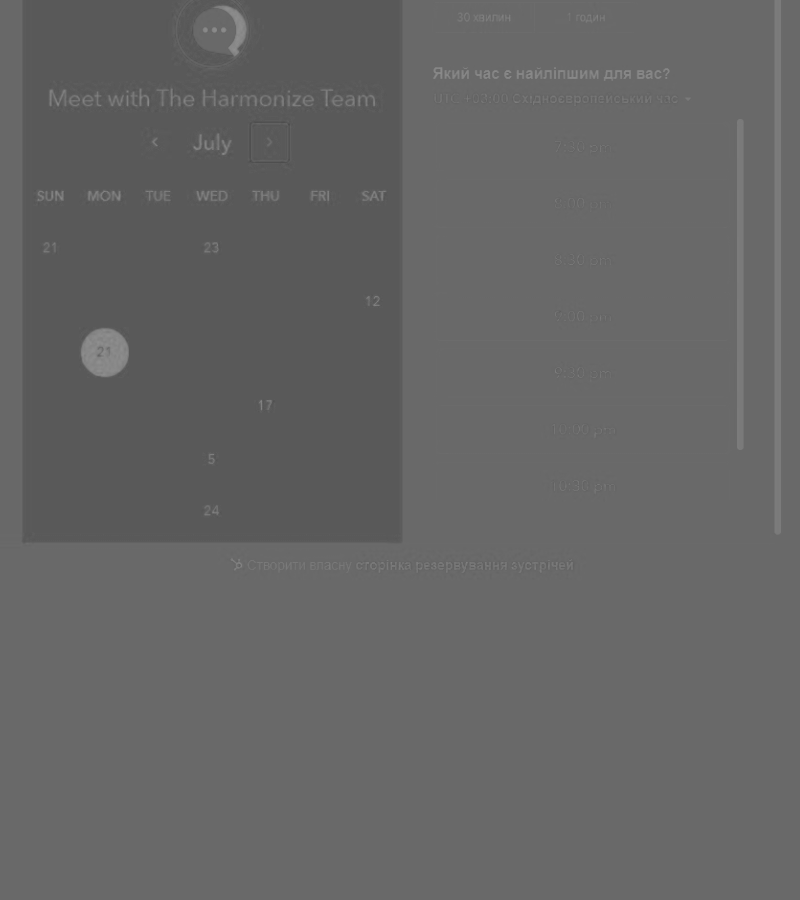 30 хвилин 1 годин
Meet with The Harmonize Team
July
SUN MON TUE WED THU FRI SAT
21 23
12
21
17
5
24
Який час є найліпшим для вас?
Східноєвропейський час
7:30 pm
8:00 pm
8:30 pm
9:00 pm
9:30 pm
10:00 pm
10:30 pm
Створити власну сторінку резервування зустрічей